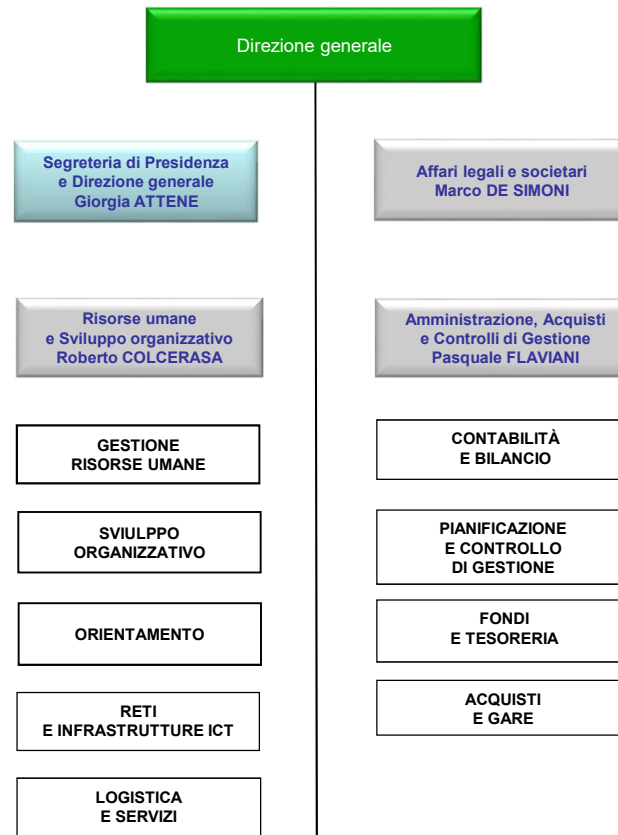 Direzione generale
Segreteria di Presidenza
e Direzione generale
Giorgia ATTENE
Affari legali e societari
Marco DE SIMONI
Risorse umane
e Sviluppo organizzativo
Roberto COLCERASA
Amministrazione, Acquisti
e Controlli di Gestione
Pasquale FLAVIANI
GESTIONE
RISORSE UMANE
SVIULPPO
ORGANIZZATIVO
ORIENTAMENTO
RETI
E INFRASTRUTTURE ICT
LOGISTICA
E SERVIZI
CONTABILITÀ
E BILANCIO
PIANIFICAZIONE
E CONTROLLO
DI GESTIONE
FONDI
E TESORERIA
ACQUISTI
E GARE